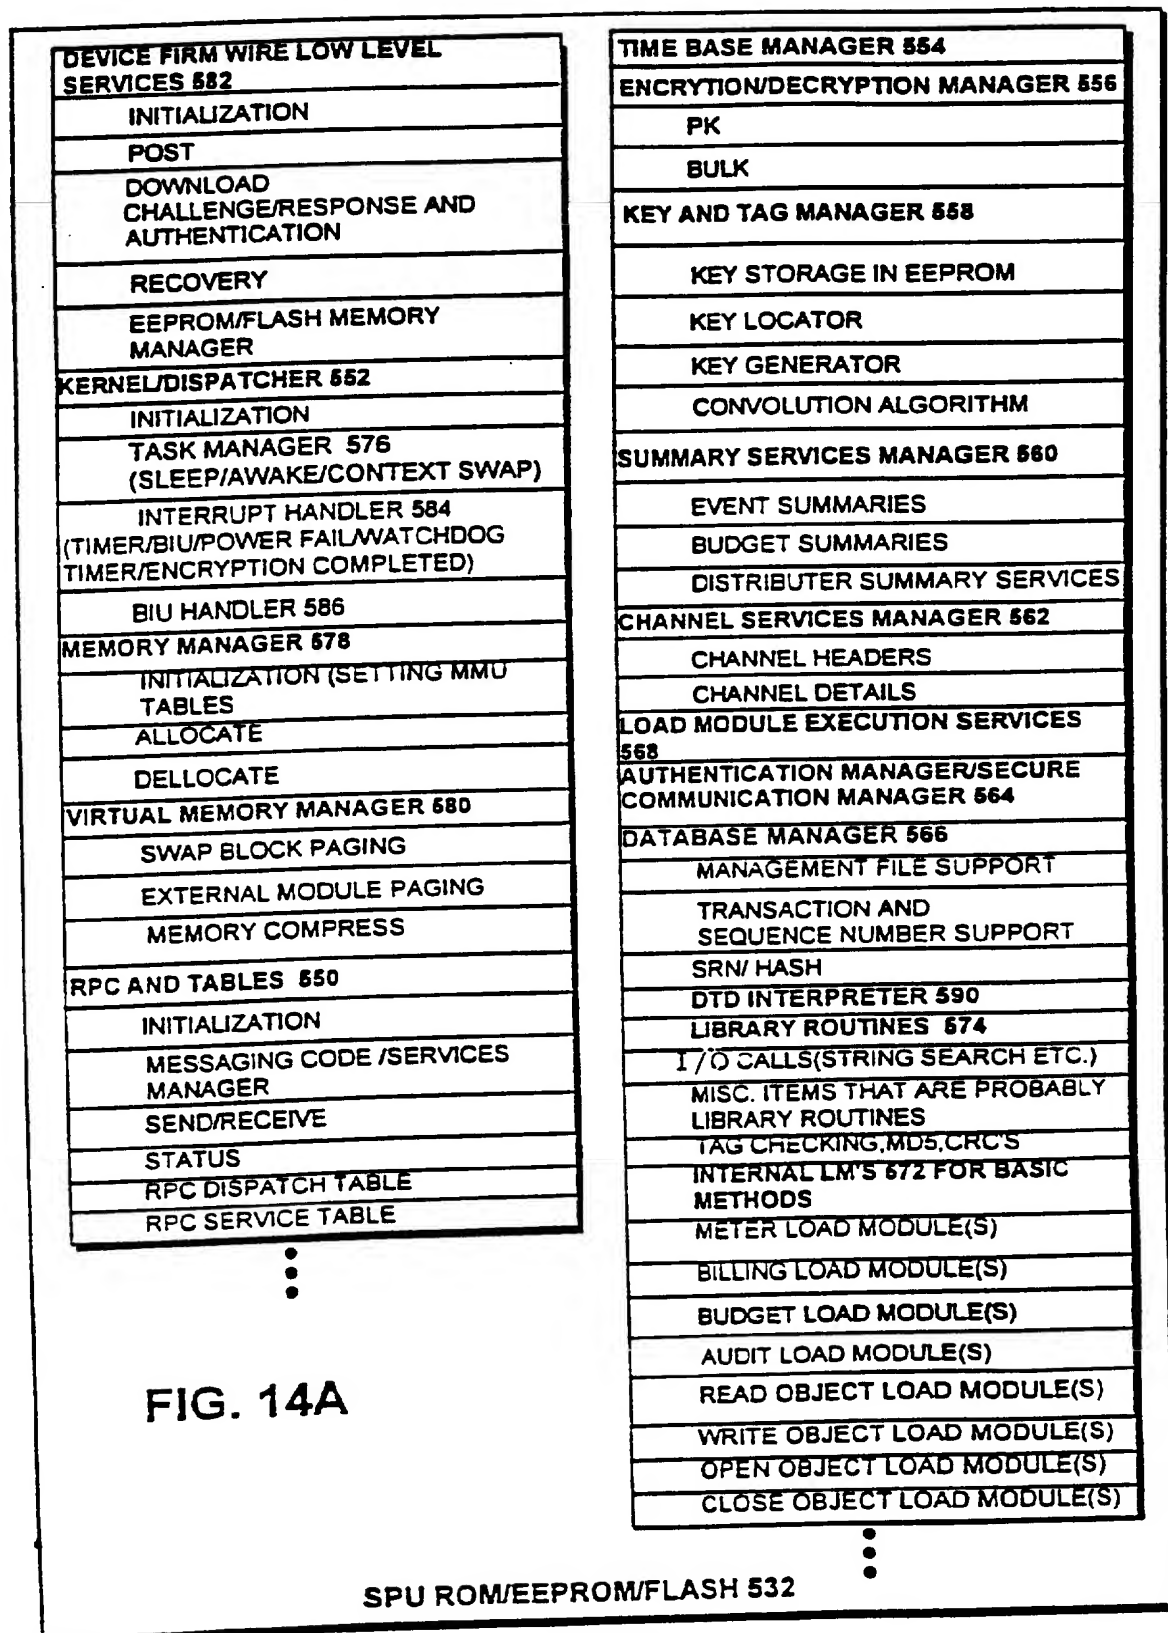 DEVICE FIRM WIRE LOW LEVEL
SERVICES 582
INITIALIZATION
POST
DOWNLOAD
CHALLENGE/RESPONSE AND
AUTHENTICATION
RECOVERY
EEPROM/FLASH MEMORY
MANAGER
KERNEL/DISPATCHER 552
INITIALIZATION
TASK MANAGER 576
(SLEEP/AWAKE/CONTEXT SWAP)
INTERRUPT HANDLER 584
(TIMER/BIU/POWER FAIL/WATCHDOG
TIMER/ENCRYPTION COMPLETED)
BIU HANDLER 586
MEMORY MANAGER 578
INITIALIZATION (SETTING MMU
TABLES
ALLOCATE
DELLOCATE
VIRTUAL MEMORY MANAGER 580
SWAP BLOCK PAGING
EXTERNAL MODULE PAGING
MEMORY COMPRESS
RPC AND TABLES 550
INITIALIZATION
MESSAGING CODE /SERVICES
MANAGER
SEND/RECEIVE
STATUS
RPC DISPATCH TABLE
RPC SERVICE TABLE
TIME BASE MANAGER 554
ENCRYTION/DECRYPTION MANAGER 556
PK
BULK
KEY AND TAG MANAGER 558
KEY STORAGE IN EEPROM
KEY LOCATOR
KEY GENERATOR
CONVOLUTION ALGORITHM
SUMMARY SERVICES MANAGER 560
EVENT SUMMARIES
BUDGET SUMMARIES
DISTRIBUTER SUMMARY SERVICES
CHANNEL SERVICES MANAGER 562
CHANNEL HEADERS
CHANNEL DETAILS
LOAD MODULE EXECUTION SERVICES
568
AUTHENTICATION MANAGER/SECURE
COMMUNICATION MANAGER 564
DATABASE MANAGER 566
MANAGEMENT FILE SUPPORT
TRANSACTION AND
SEQUENCE NUMBER SUPPORT
SRN/ HASH
DTD INTERPRETER 590
LIBRARY ROUTINES 574
I/O CALLS(STRING SEARCH ETC.)
MISC. ITEMS THAT ARE PROBABLY
LIBRARY ROUTINES
TAG CHECKING,MD5,CRC'S
INTERNAL LM'S 572 FOR BASIC
METHODS
METER LOAD MODULE(S)
BILLING LOAD MODULE(S)
BUDGET LOAD MODULE(S)
AUDIT LOAD MODULE(S)
READ OBJECT LOAD MODULE(S)
WRITE OBJECT LOAD MODULE(S)
OPEN OBJECT LOAD MODULE(S)
CLOSE OBJECT LOAD MODULE(S)
FIG. 14A
SPU ROM/EEPROM/FLASH 532